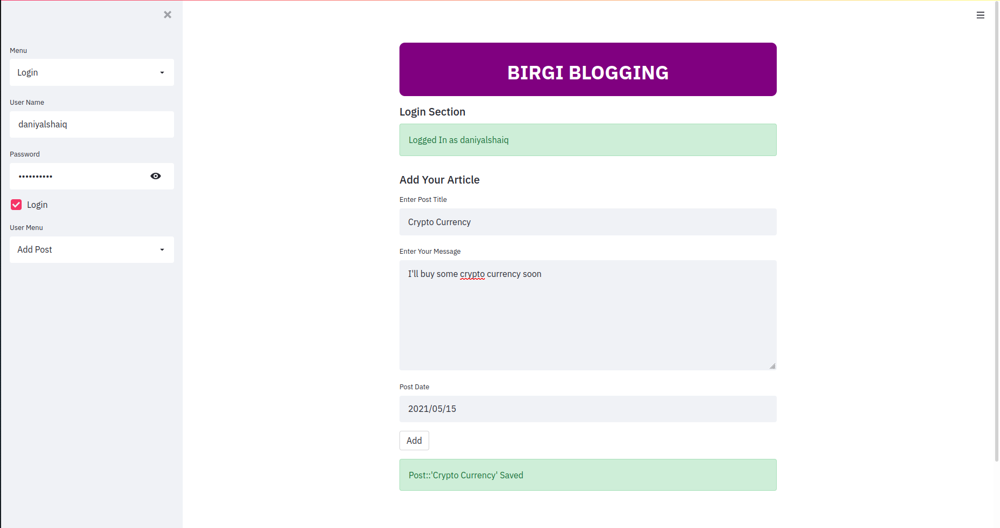 Menu
Login
User Name
daniyalshaiq
Password
••••••••••
Login
User Menu
Add Post
BIRGI BLOGGING
Login Section
Logged In as daniyalshaiq
Add Your Article
Enter Post Title
Crypto Currency
Enter Your Message
I'll buy some crypto currency soon
Post Date
2021/05/15
Add
Post::'Crypto Currency' Saved